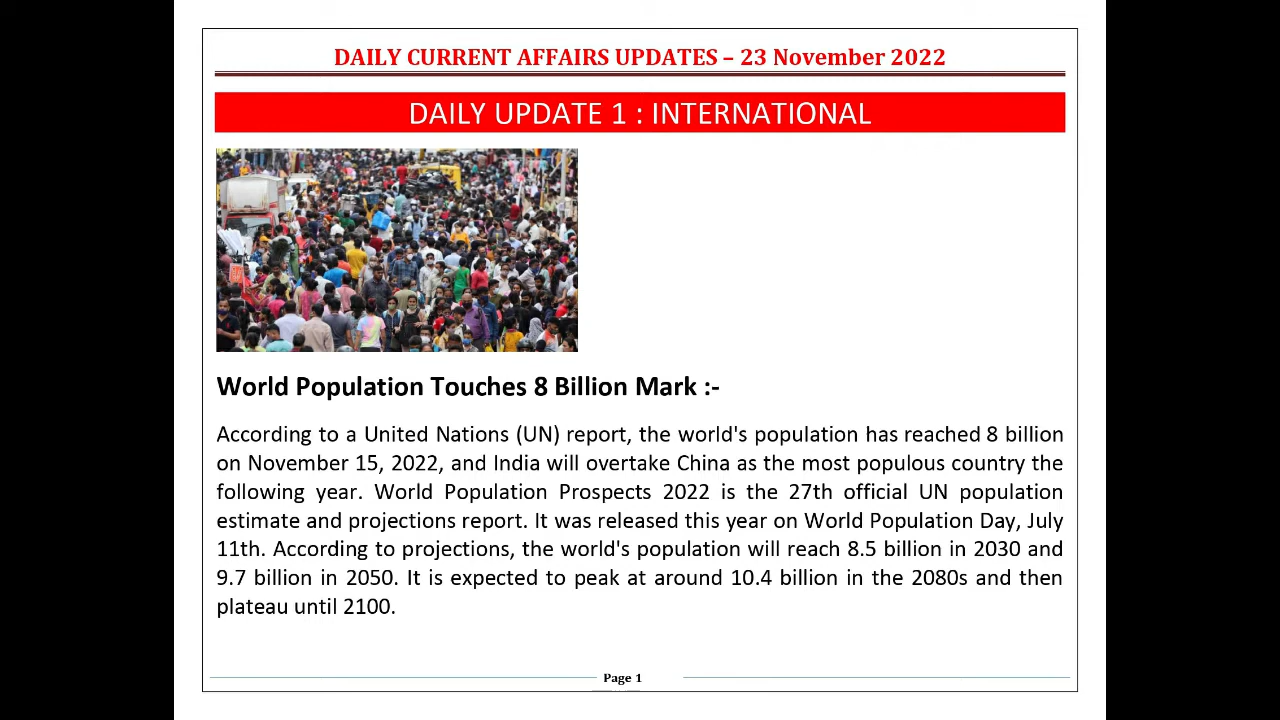 DAILY CURRENT AFFAIRS UPDATES – 23 November 2022
DAILY UPDATE 1 : INTERNATIONAL
World Population Touches 8 Billion Mark :-
According to a United Nations (UN) report, the world's population has reached 8 billion
on November 15, 2022, and India will overtake China as the most populous country the
following year. World Population Prospects 2022 is the 27th official UN population
estimate and projections report. It was released this year on World Population Day, July
11th. According to projections, the world's population will reach 8.5 billion in 2030 and
9.7 billion in 2050. It is expected to peak at around 10.4 billion in the 2080s and then
plateau until 2100.
Page 1